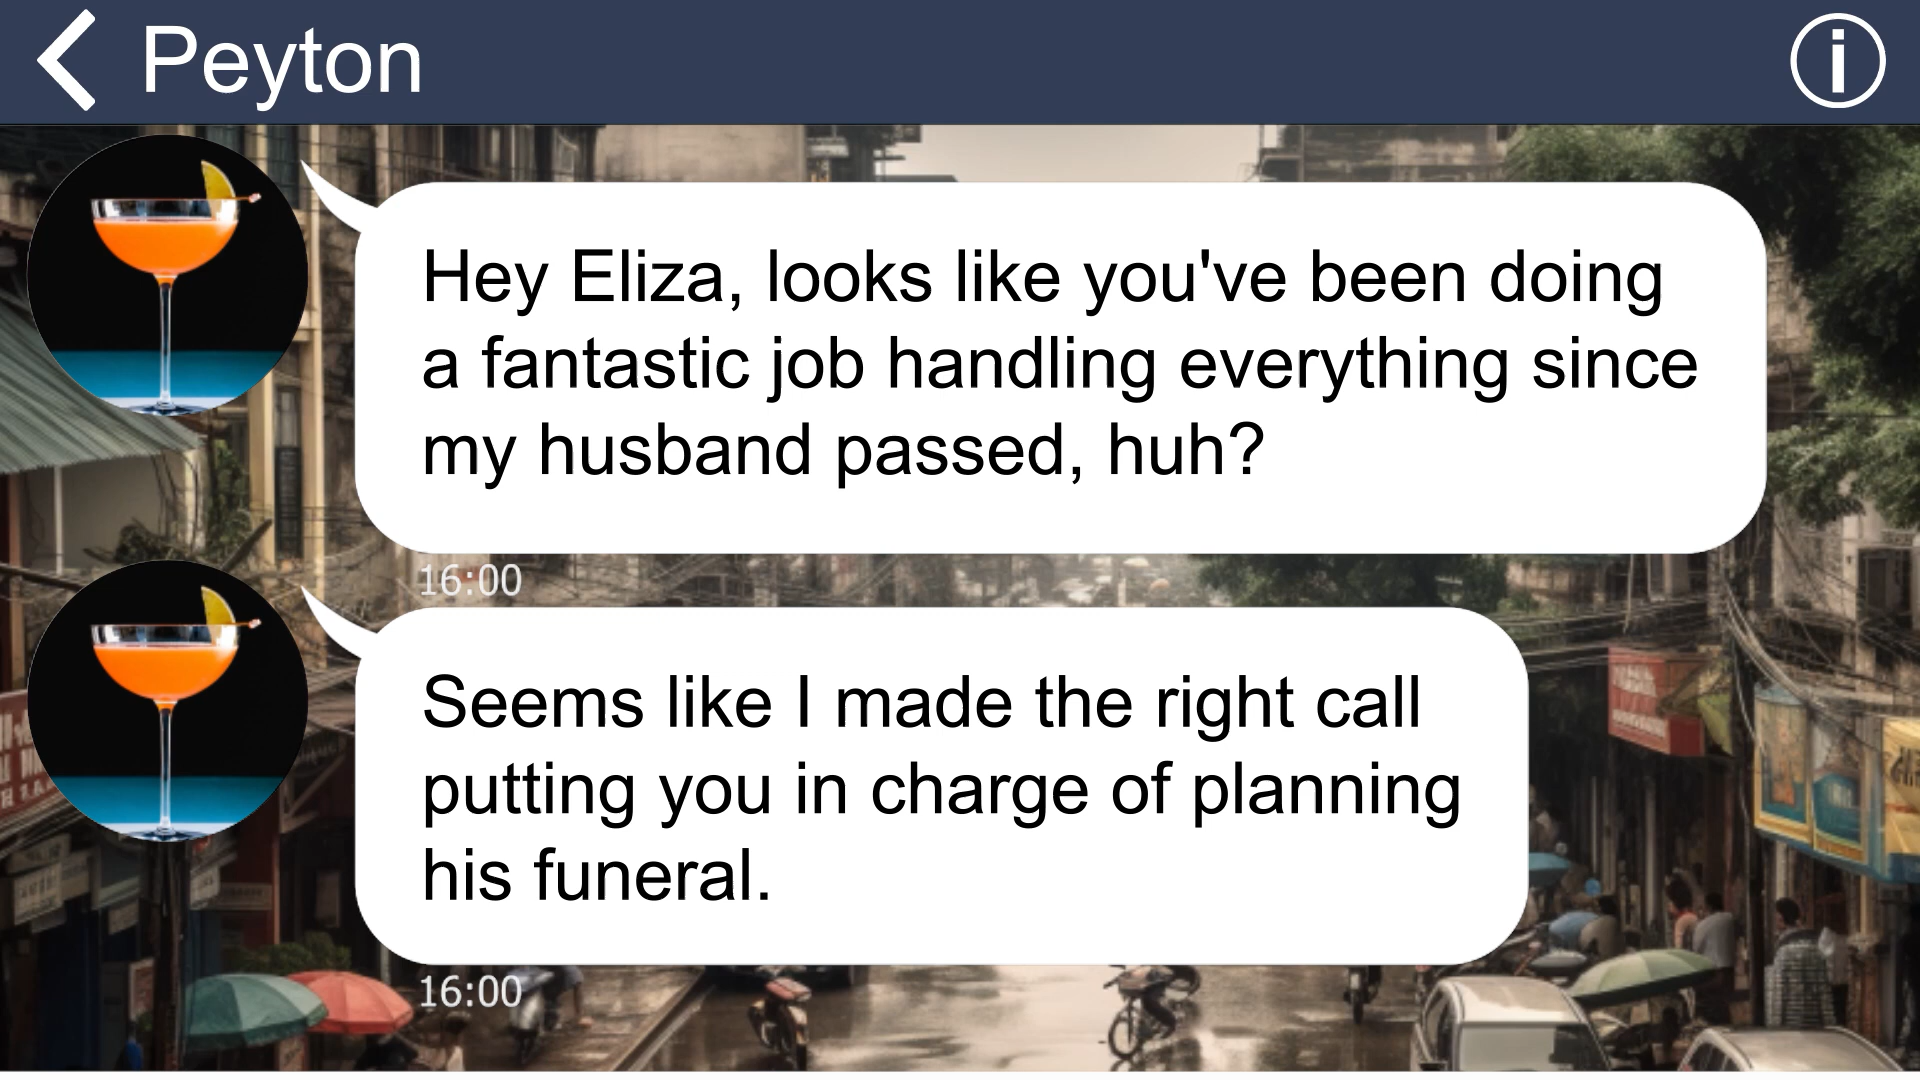 Peyton
Hey Eliza, looks like you've been doing
a fantastic job handling everything since
my husband passed, huh?
16:00
Seems like I made the right call
putting you in charge of planning
his funeral.
16:00